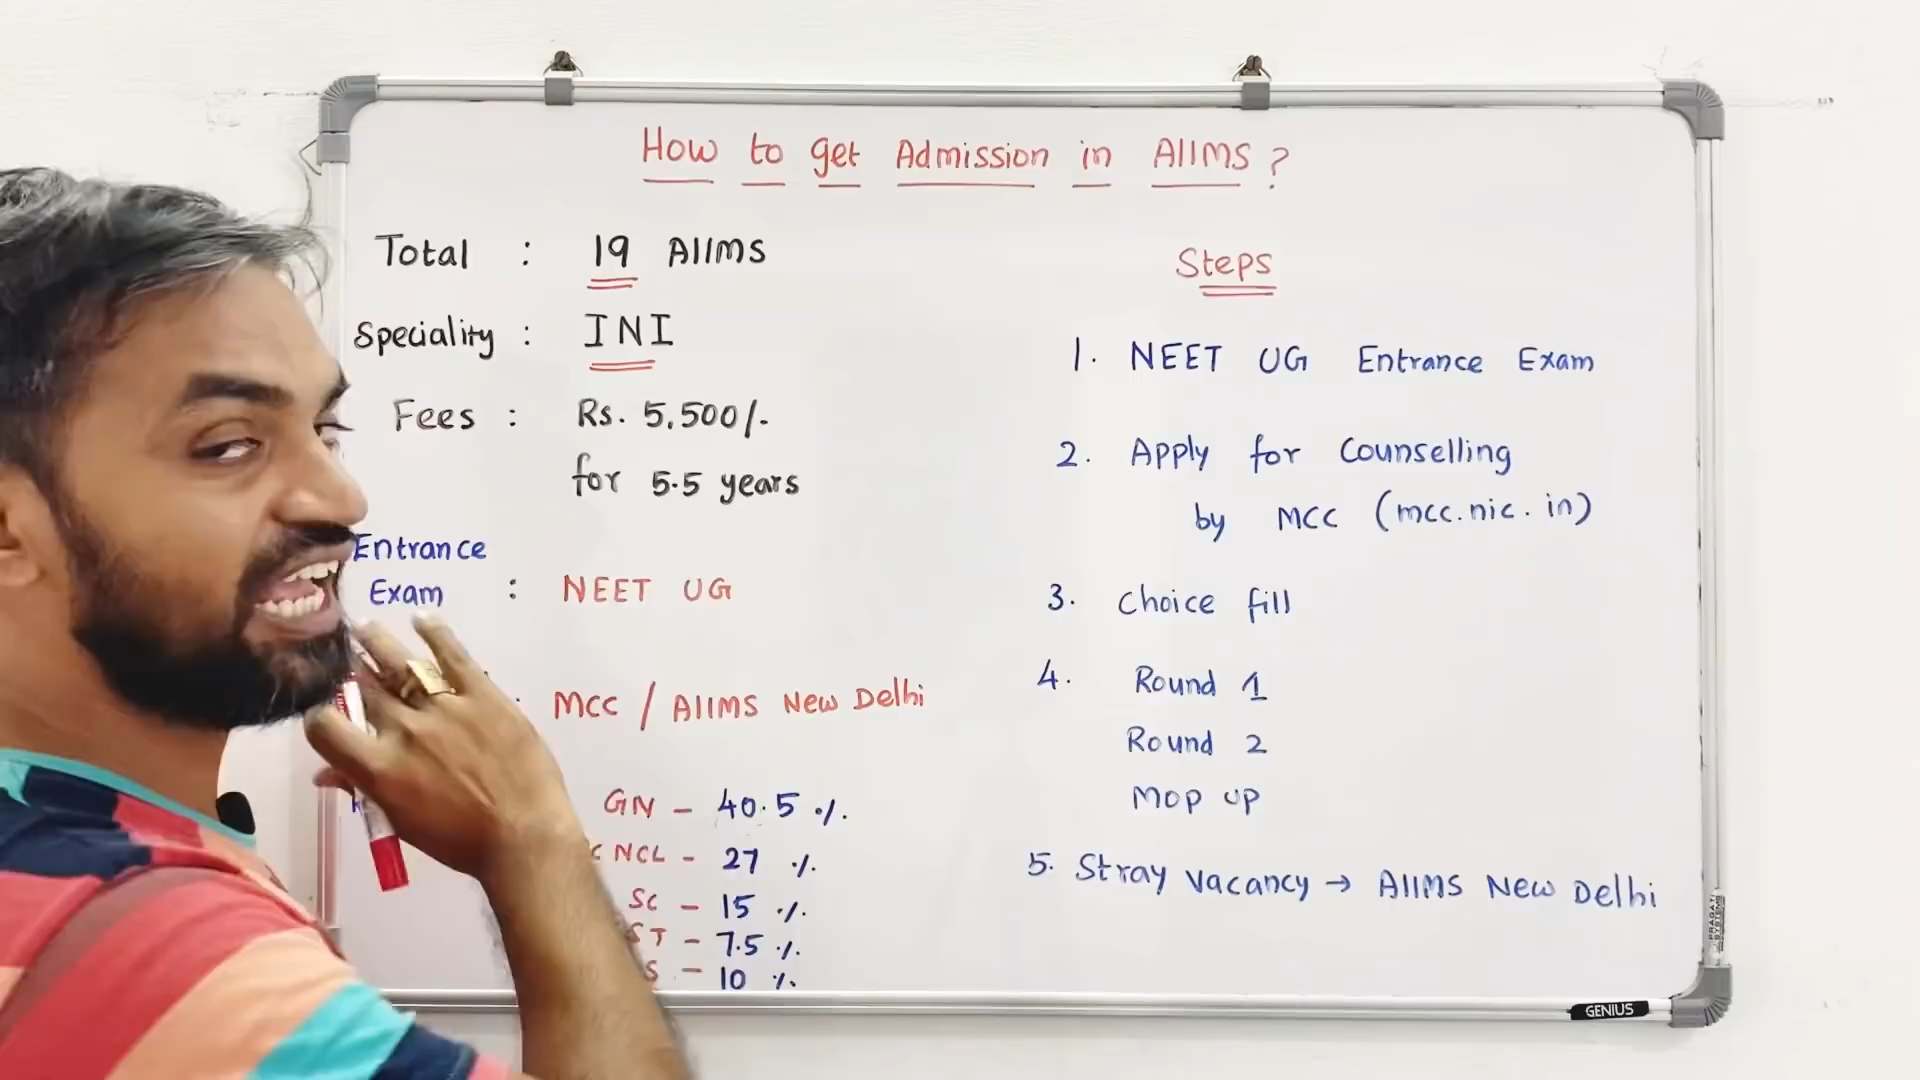 How to get Admission in AIIMS?
Total : 19 AIIMS
Speciality : INI
Fees : Rs. 5,500/-
for 5.5 years
Entrance
Exam : NEET UG
MCC / AIIMS New Delhi
GN - 40.5 %
NCL - 27 %
SC - 15 %
ST - 7.5 %
S - 10 %
Steps
1. NEET UG Entrance Exam
2. Apply for Counselling
by MCC (mcc.nic.in)
3. Choice fill
4. Round 1
Round 2
Mop up
5. Stray vacancy → AIIMS New Delhi
PRAGATI SYSTEMS
GENIUS